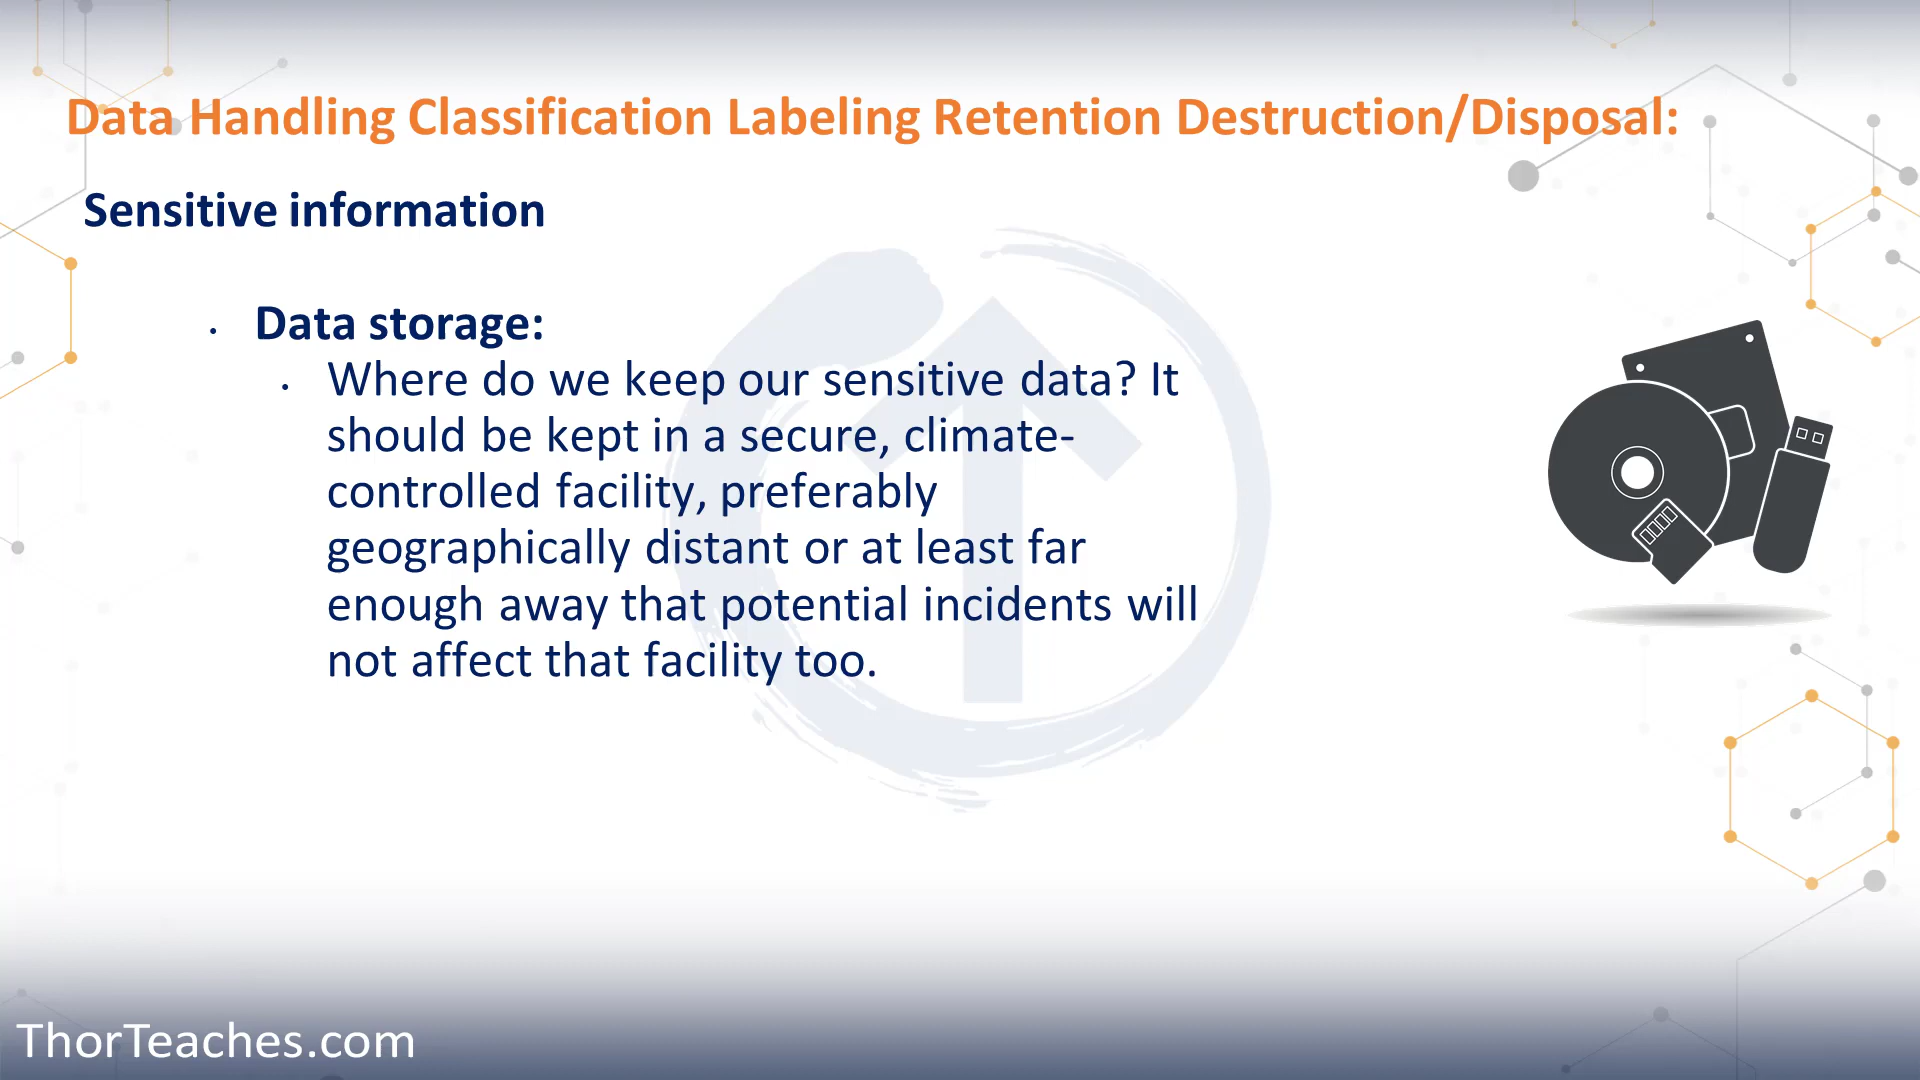 Data Handling Classification Labeling Retention Destruction/Disposal:
Sensitive information
• Data storage:
• Where do we keep our sensitive data? It
should be kept in a secure, climate-
controlled facility, preferably
geographically distant or at least far
enough away that potential incidents will
not affect that facility too.
ThorTeaches.com